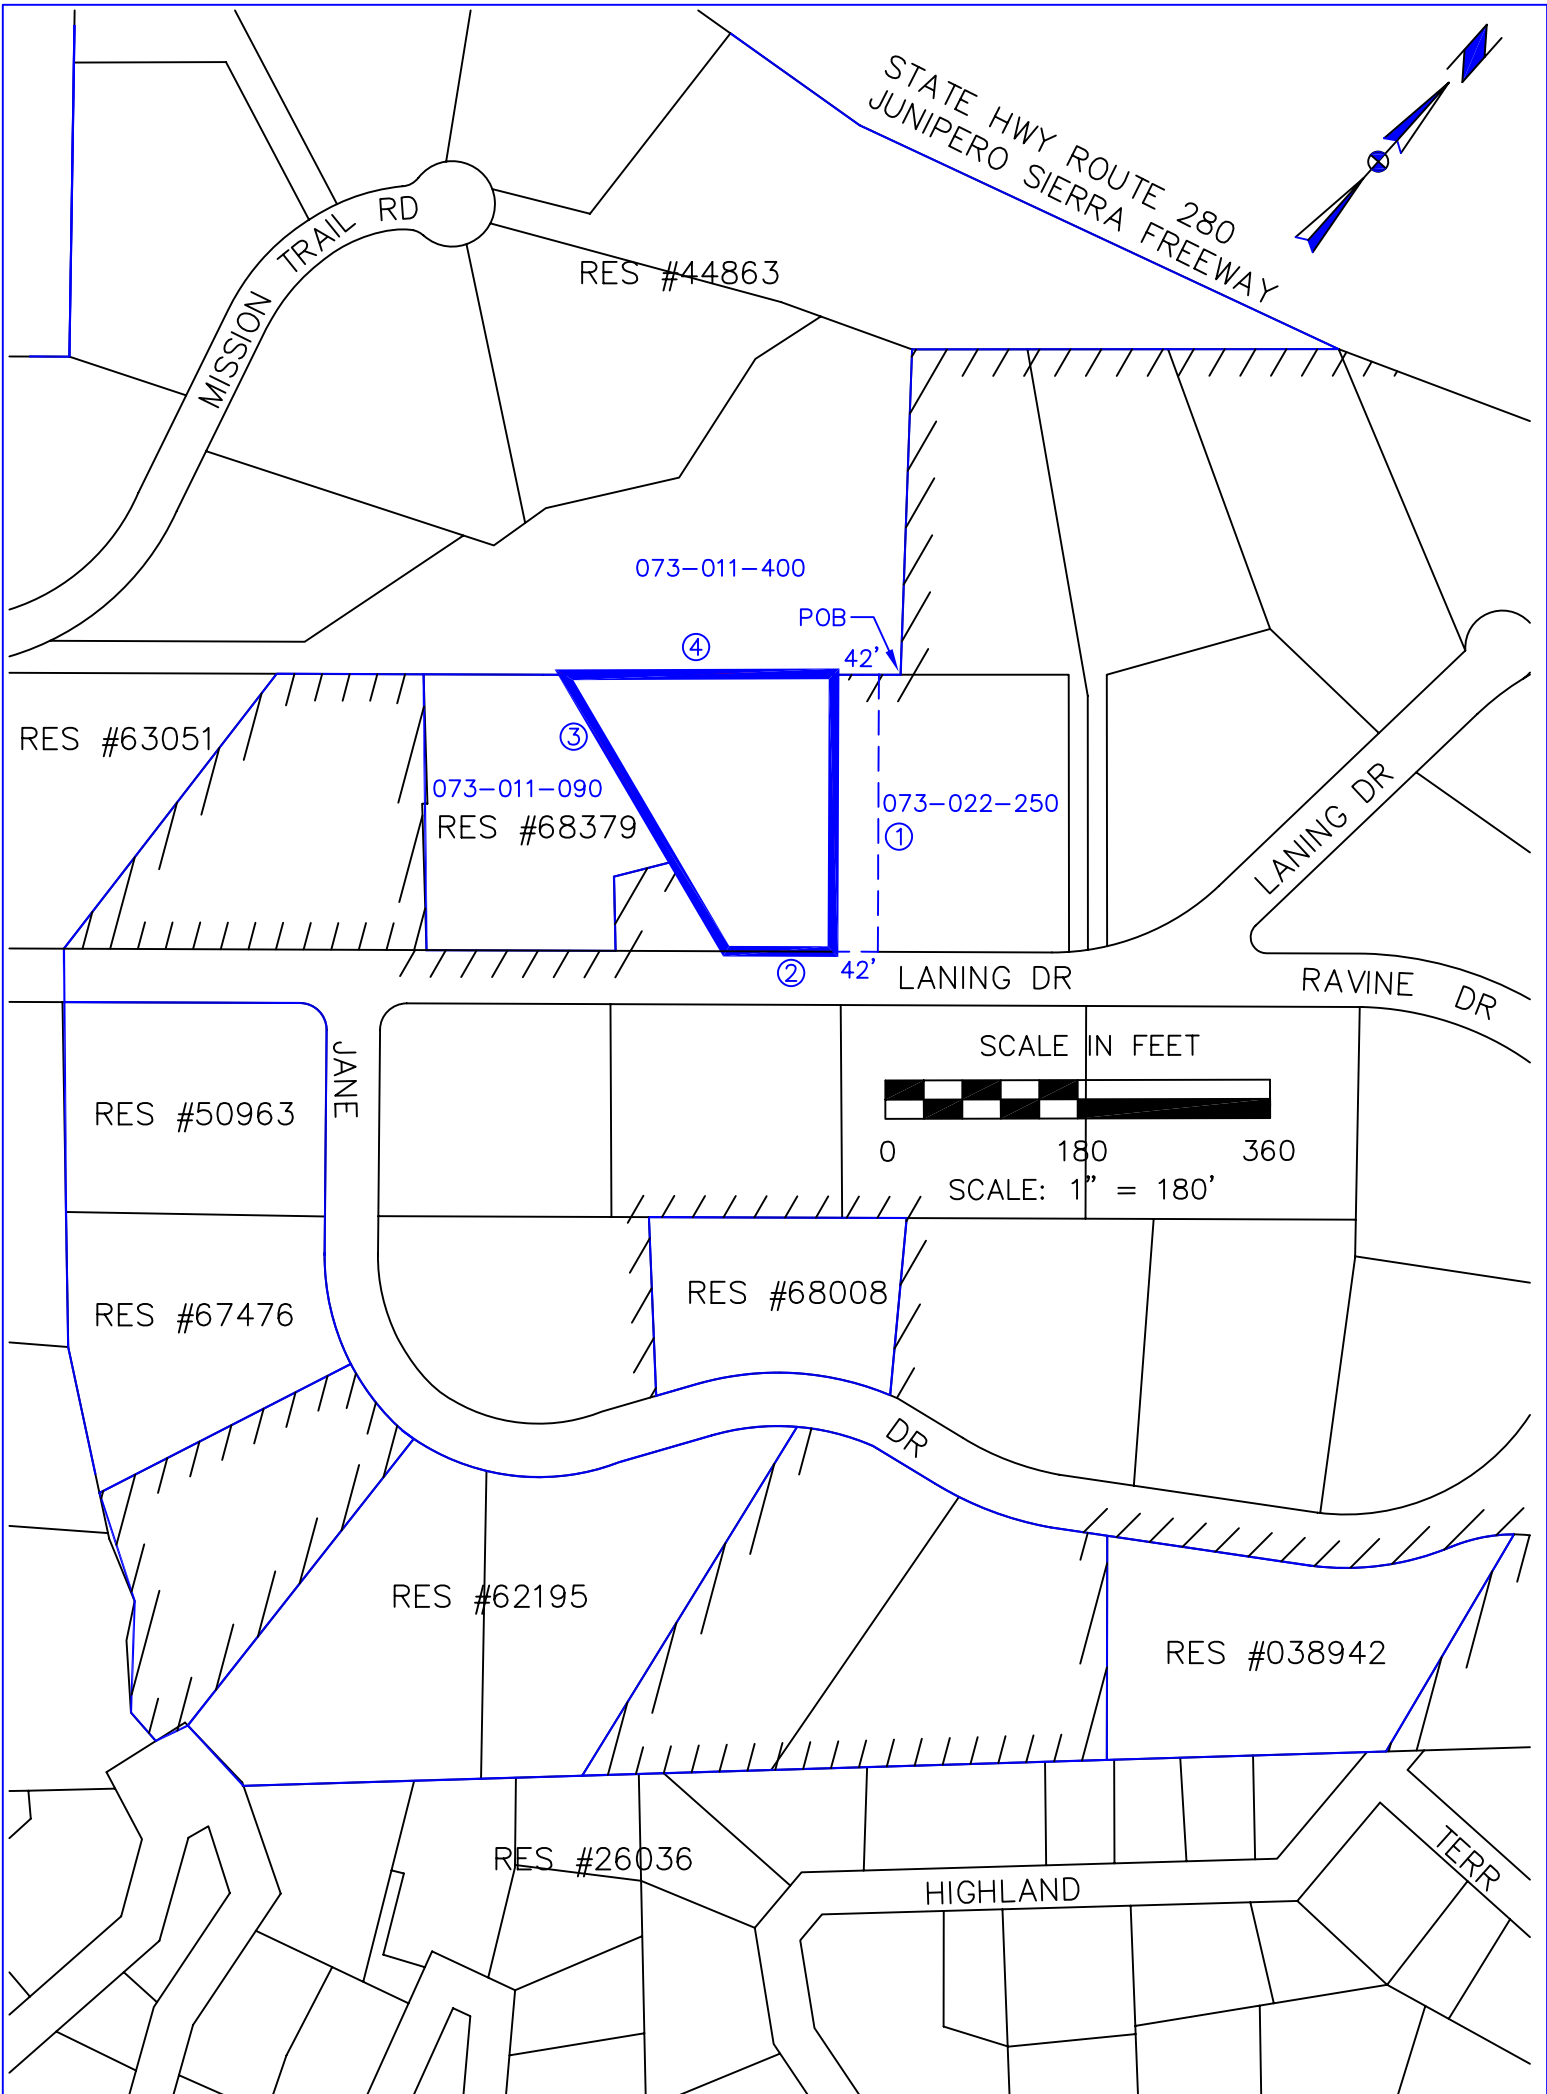 STATE HWY ROUTE 280
JUNIPERO SIERRA FREEWAY
MISSION TRAIL RD
RES #44863
073-011-400
POB
④
42'
③
RES #63051
073-011-090
RES #68379
073-022-250
①
LANING DR
②
42'
LANING DR
RAVINE DR
JANE
SCALE IN FEET
RES #50963
0 180 360
SCALE: 1" = 180'
RES #68008
RES #67476
DR
RES #62195
RES #038942
RES #26036
HIGHLAND
TERR